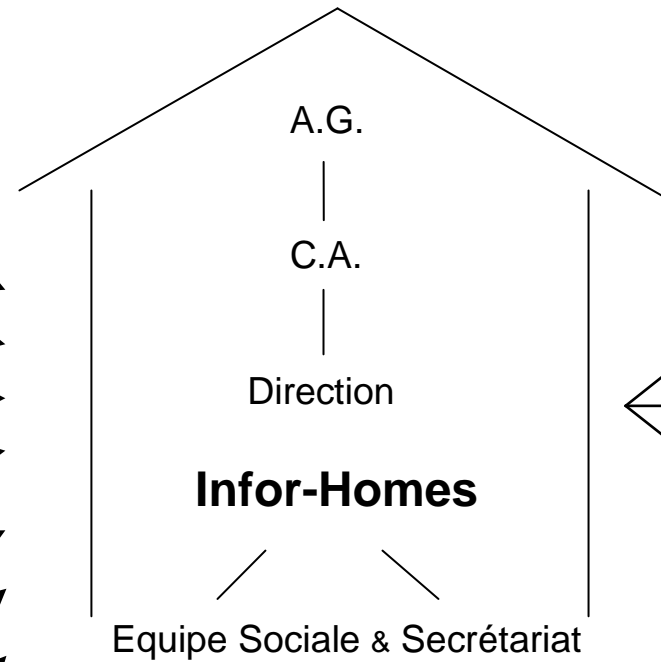 A.G.
C.A.
Direction
Infor-Homes
Equipe Sociale & Secrétariat